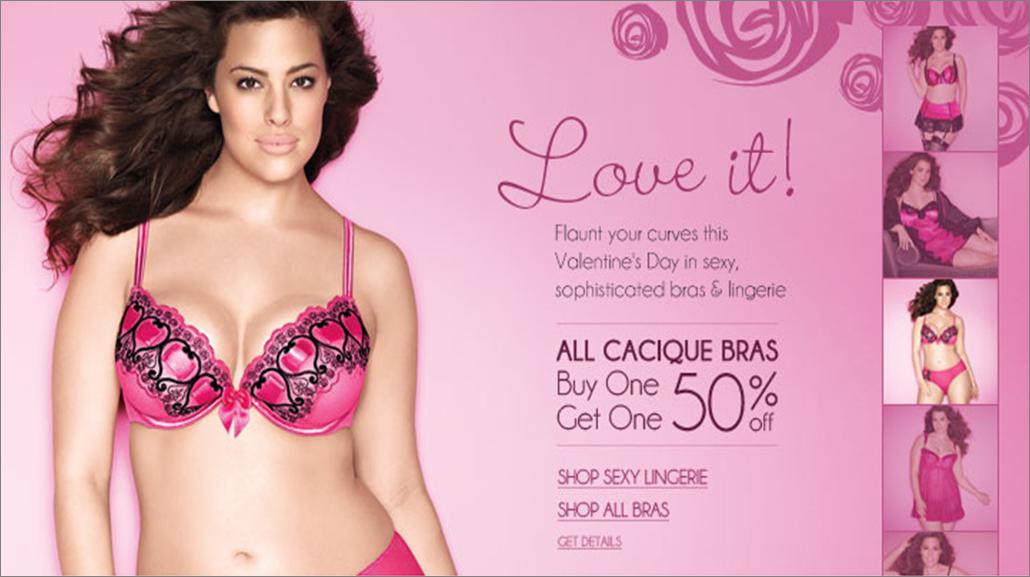 Love it!
Flaunt your curves this
Valentine's Day in sexy,
sophisticated bras & lingerie
ALL CACIQUE BRAS
Buy One
Get One
50% off
SHOP SEXY LINGERIE
SHOP ALL BRAS
GET DETAILS